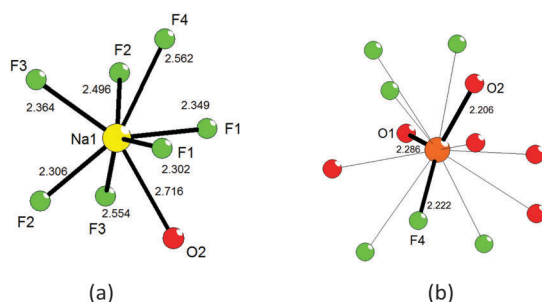 F4
F2
2.562
F3
2.496
2.364
2.349
F1
Na1
F1
2.302
2.306
2.716
F2
2.554
F3
O2
(a)
O2
2.206
O1
2.286
2.222
F4
(b)